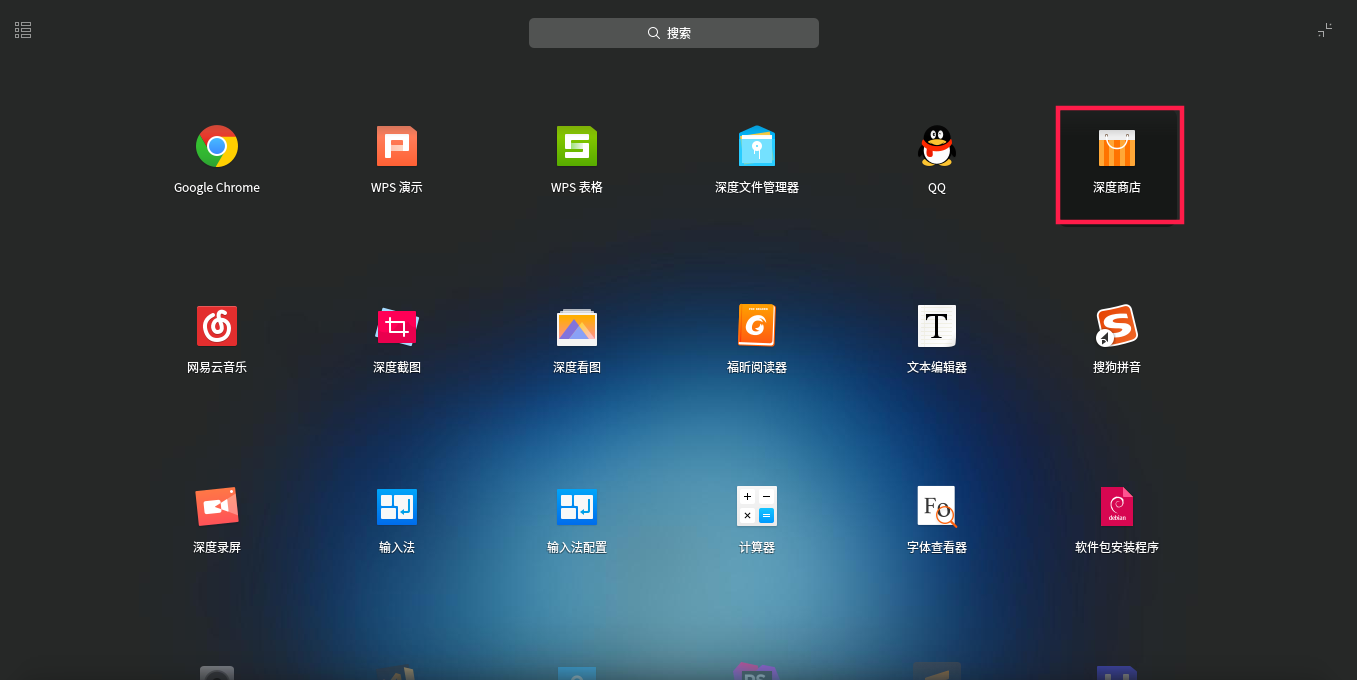 搜索
Google Chrome
WPS 演示
WPS 表格
深度文件管理器
QQ
深度商店
网易云音乐
深度截图
深度看图
福昕阅读器
T
文本编辑器
S
搜狗拼音
debian
Fo
深度录屏
输入法
输入法配置
计算器
字体查看器
软件包安装程序